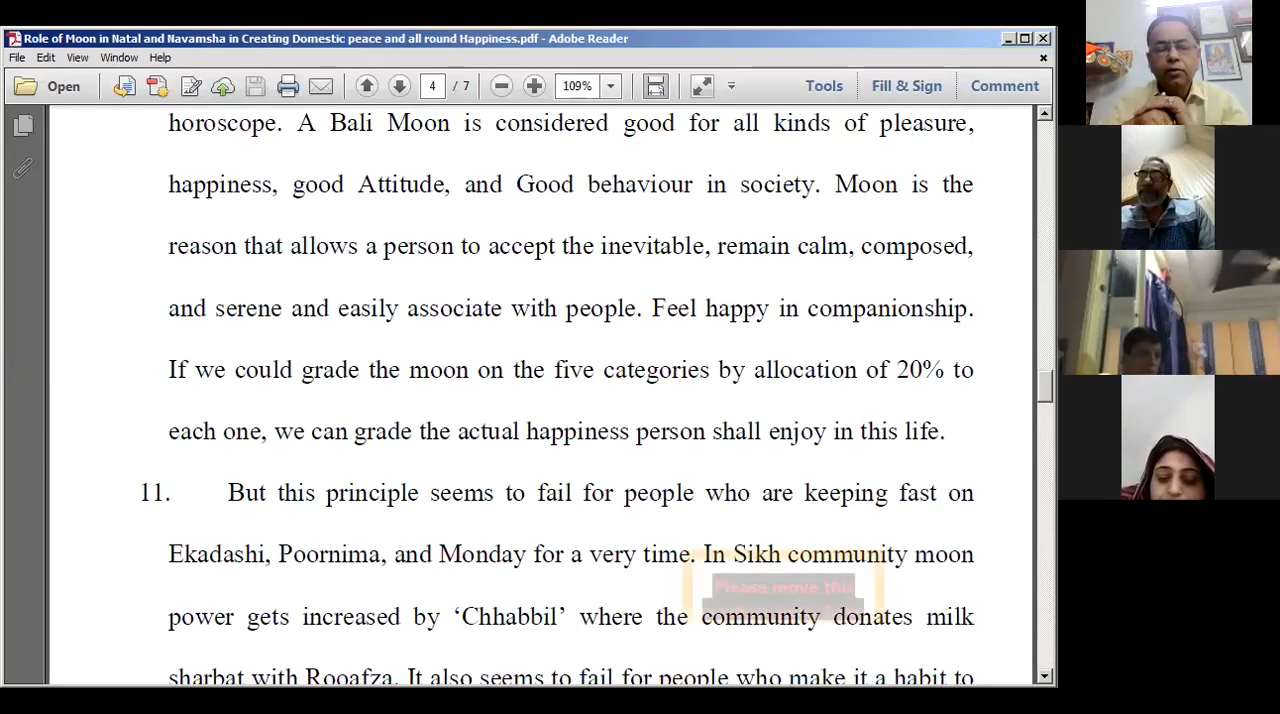 Role of Moon in Natal and Navamsha in Creating Domestic peace and all round Happiness.pdf - Adobe Reader
File Edit View Window Help
Open 4 / 7 109% Tools Fill & Sign Comment
horoscope. A Bali Moon is considered good for all kinds of pleasure,
happiness, good Attitude, and Good behaviour in society. Moon is the
reason that allows a person to accept the inevitable, remain calm, composed,
and serene and easily associate with people. Feel happy in companionship.
If we could grade the moon on the five categories by allocation of 20% to
each one, we can grade the actual happiness person shall enjoy in this life.
11. But this principle seems to fail for people who are keeping fast on
Ekadashi, Poornima, and Monday for a very time. In Sikh community moon
Please move this
power gets increased by ‘Chhabbil’ where the community donates milk
sharbat with Rooafza. It also seems to fail for people who make it a habit to